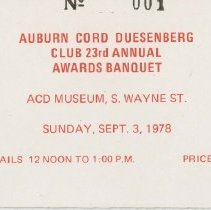 Nº 001
AUBURN CORD DUESENBERG
CLUB 23rd ANNUAL
AWARDS BANQUET
ACD MUSEUM, S. WAYNE ST.
SUNDAY, SEPT. 3, 1978
AILS 12 NOON TO 1:00 P.M. PRICE